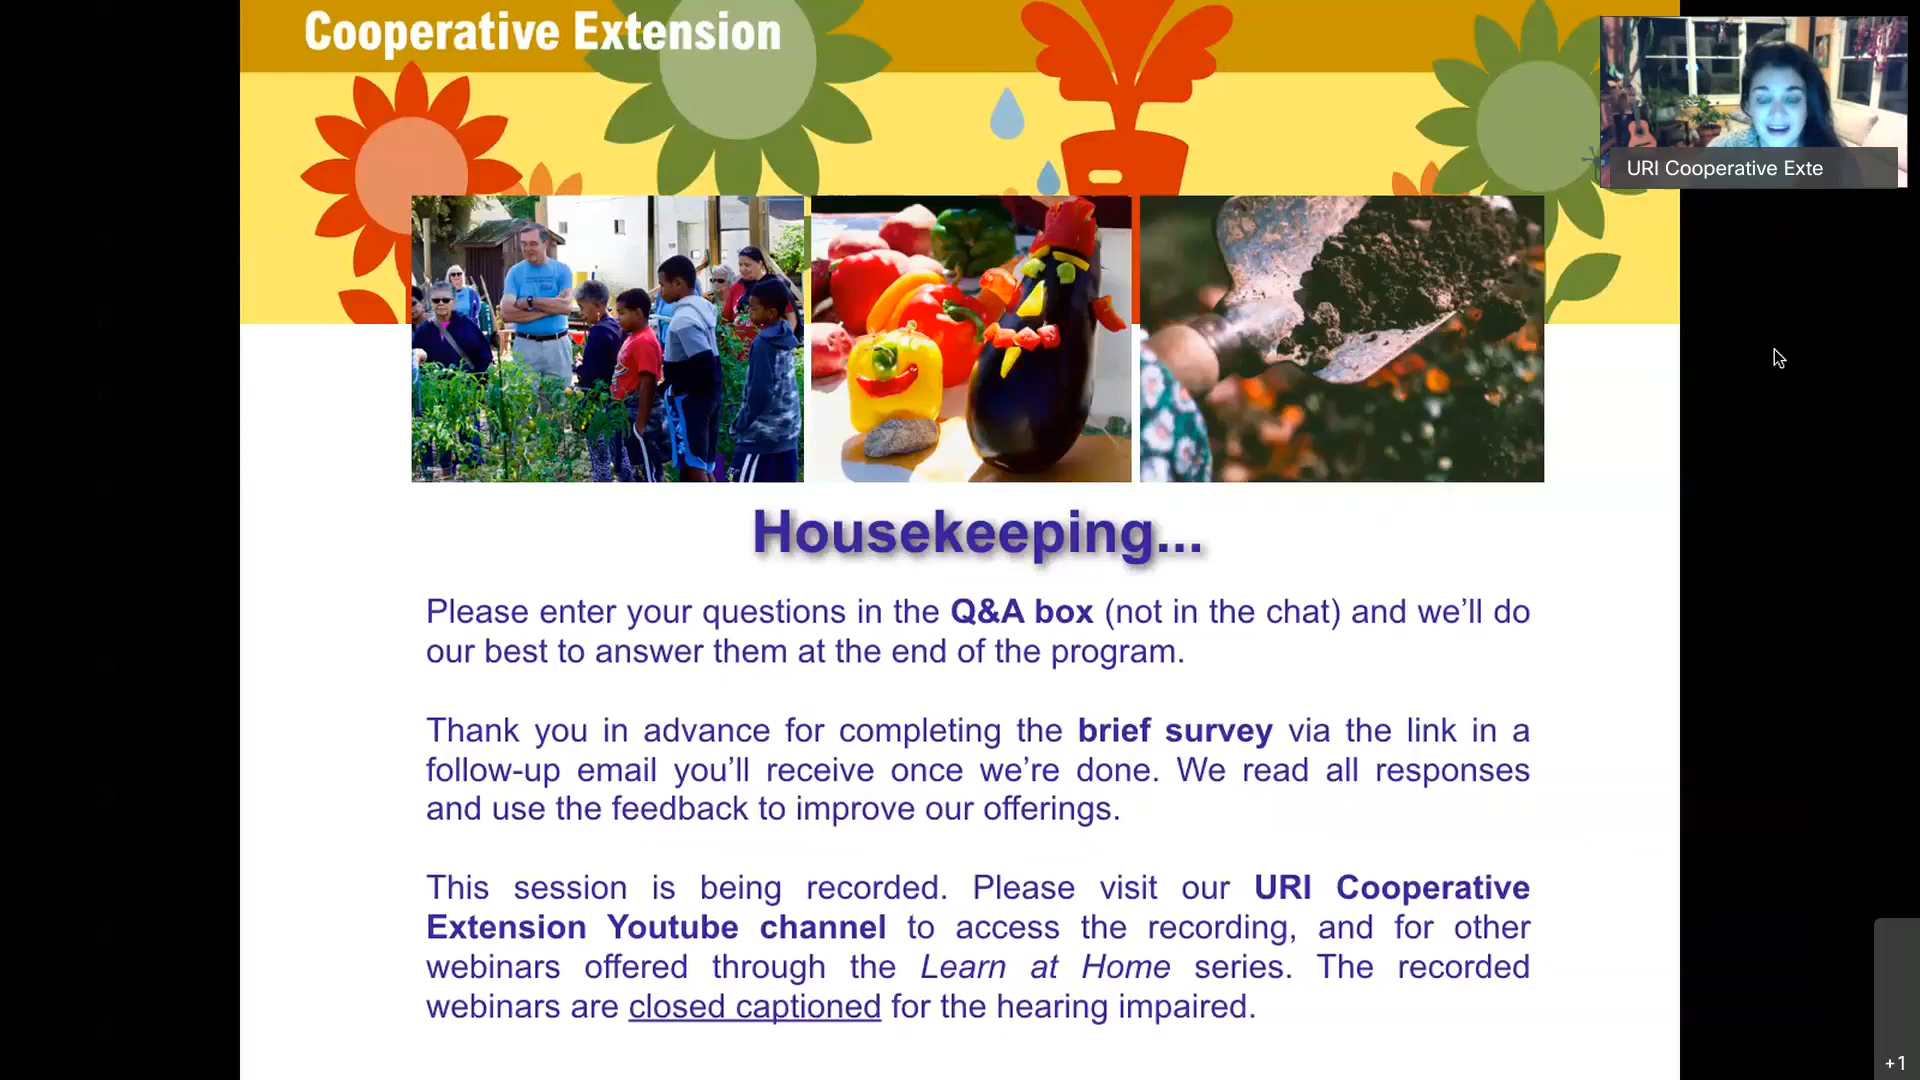 Cooperative Extension
URI Cooperative Exte
Housekeeping...
Please enter your questions in the Q&A box (not in the chat) and we’ll do
our best to answer them at the end of the program.
Thank you in advance for completing the brief survey via the link in a
follow-up email you’ll receive once we’re done. We read all responses
and use the feedback to improve our offerings.
This session is being recorded. Please visit our URI Cooperative
Extension Youtube channel to access the recording, and for other
webinars offered through the Learn at Home series. The recorded
webinars are closed captioned for the hearing impaired.
+1